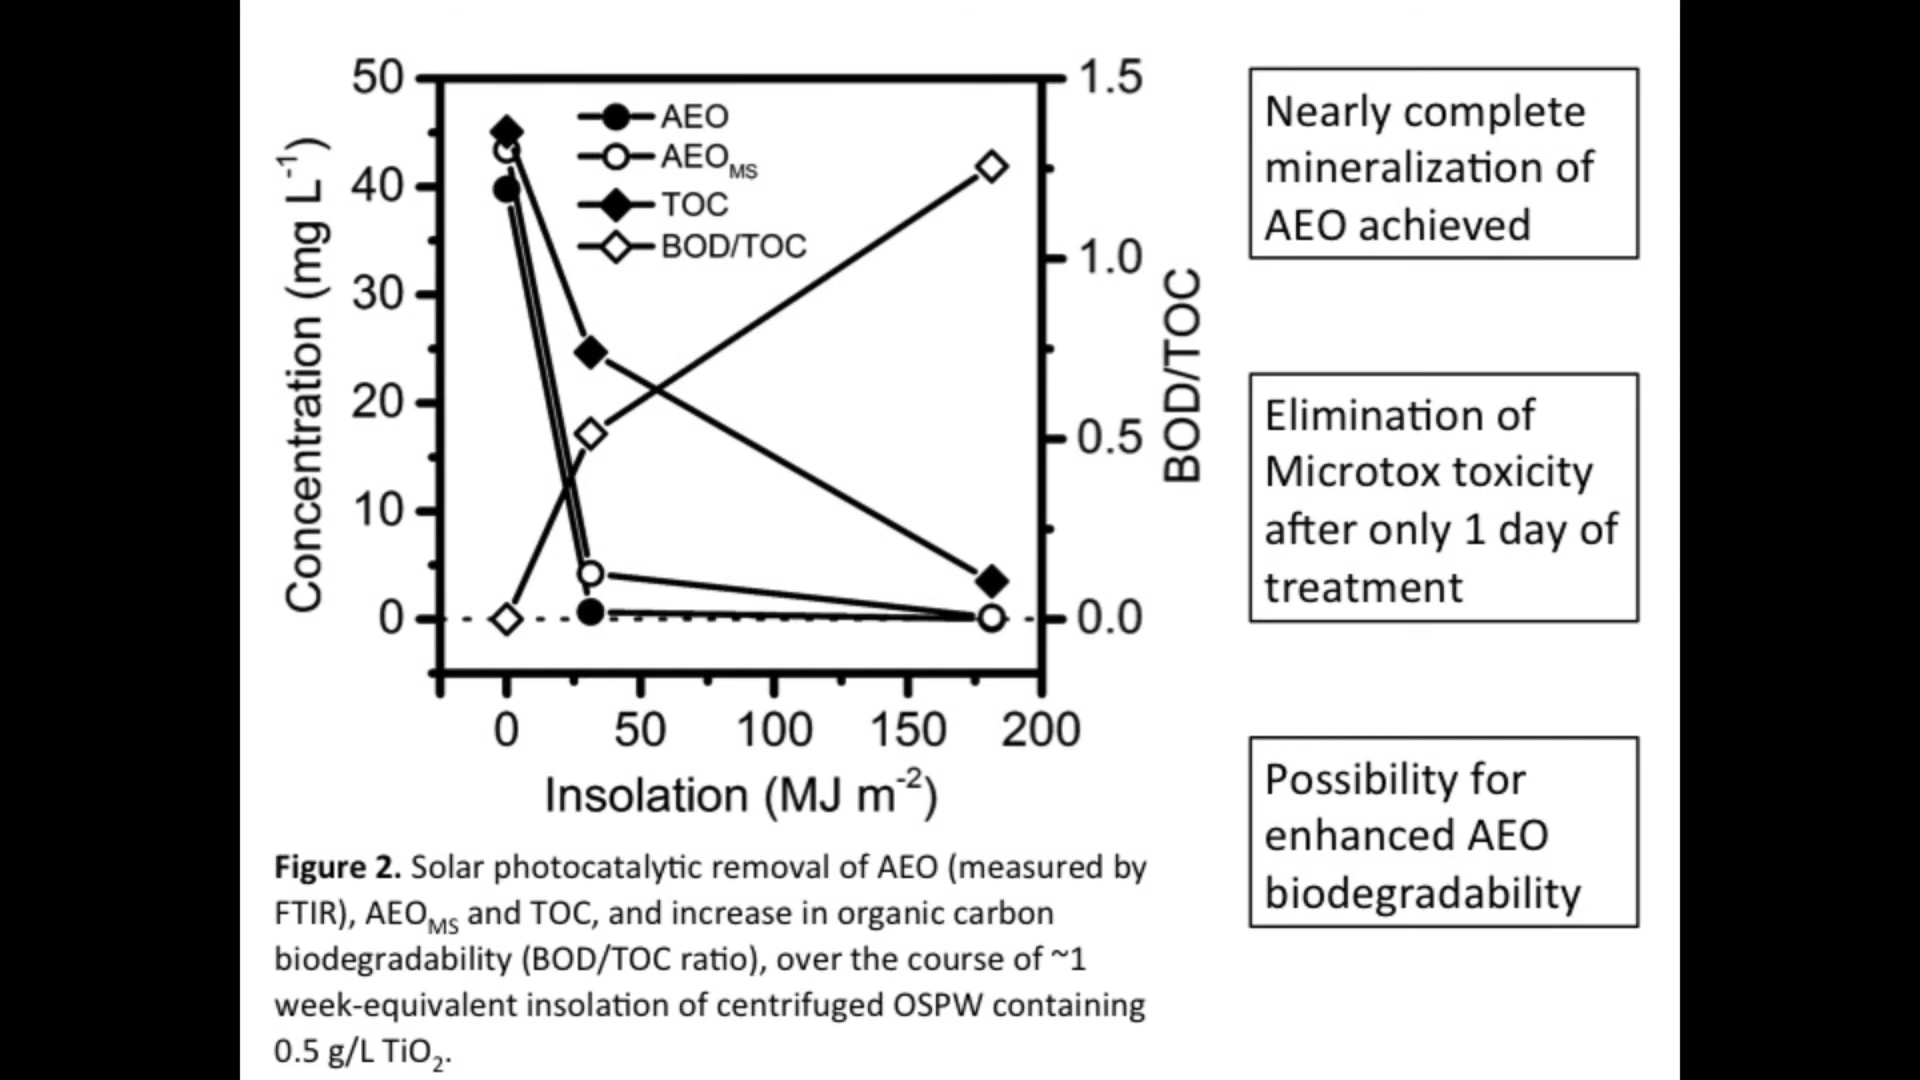 50
40
30
20
10
0
Concentration (mg L-1)
AEO
AEOMS
TOC
BOD/TOC
1.5
1.0
0.5
0.0
BOD/TOC
0 50 100 150 200
Insolation (MJ m-2)
Figure 2. Solar photocatalytic removal of AEO (measured by
FTIR), AEOMS and TOC, and increase in organic carbon
biodegradability (BOD/TOC ratio), over the course of ~1
week-equivalent insolation of centrifuged OSPW containing
0.5 g/L TiO2.
Nearly complete
mineralization of
AEO achieved
Elimination of
Microtox toxicity
after only 1 day of
treatment
Possibility for
enhanced AEO
biodegradability